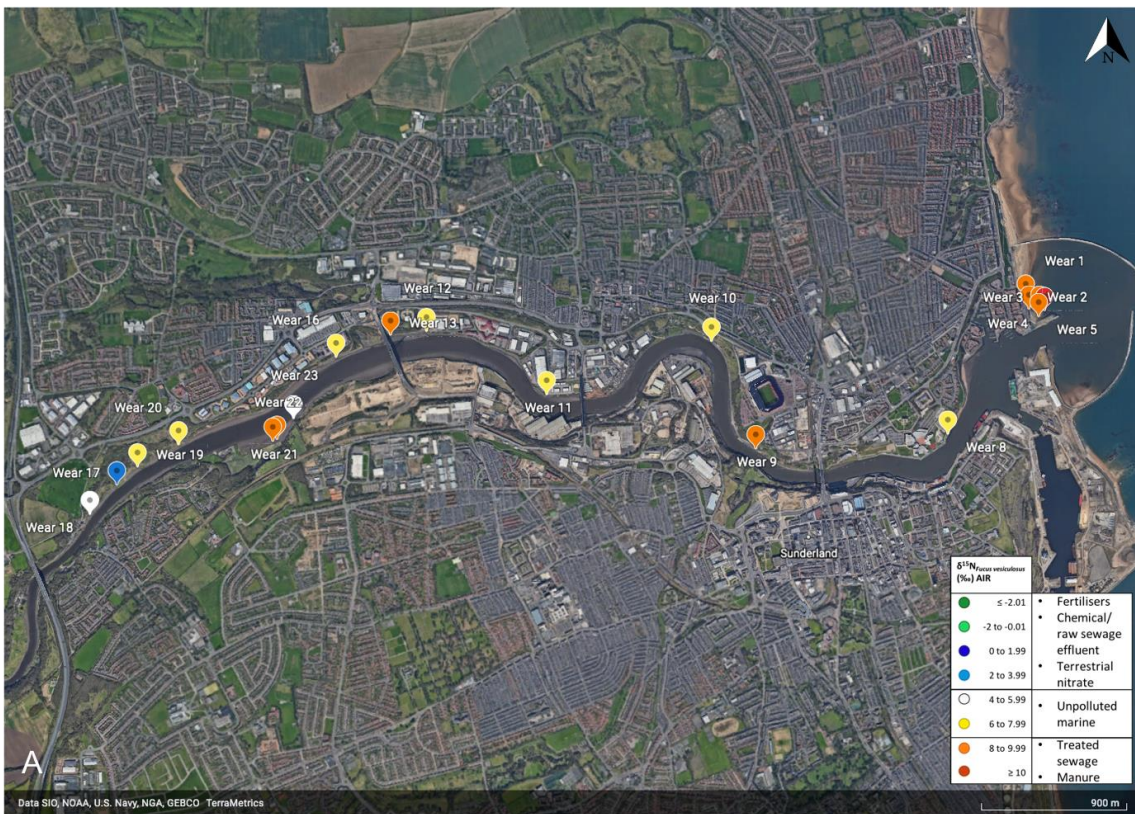 N
Wear 1
Wear 3
Wear 2
Wear 4
Wear 5
Wear 12
Wear 10
Wear 16
Wear 13
Wear 23
Wear 20
Wear 22
Wear 11
Wear 21
Wear 19
Wear 17
Wear 9
Wear 8
Wear 18
Sunderland
δ¹⁵N Fucus vesiculosus
(‰) AIR
≤ -2.01
-2 to -0.01
0 to 1.99
2 to 3.99
• Fertilisers
• Chemical/
raw sewage
effluent
• Terrestrial
nitrate
4 to 5.99
6 to 7.99
• Unpolluted
marine
8 to 9.99
≥ 10
• Treated
sewage
• Manure
A
Data SIO, NOAA, U.S. Navy, NGA, GEBCO TerraMetrics
900 m